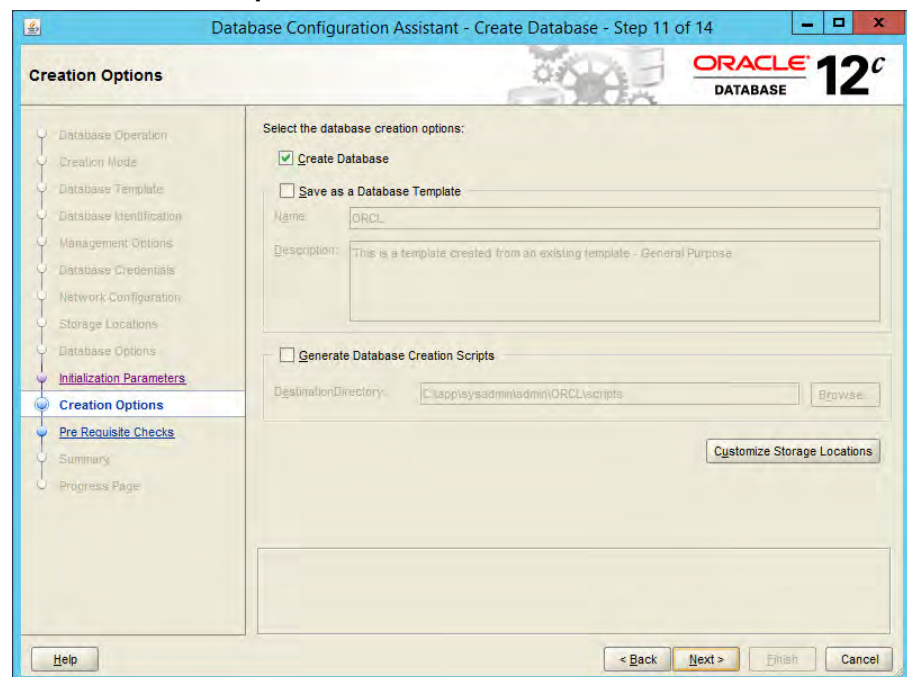 Database Configuration Assistant - Create Database - Step 11 of 14
Creation Options
ORACLE
DATABASE
12c
Database Operation
Creation Mode
Database Template
Database Identification
Management Options
Database Credentials
Network Configuration
Storage Locations
Database Options
Initialization Parameters
Creation Options
Pre Requisite Checks
Summary
Progress Page
Select the database creation options:
Create Database
Save as a Database Template
Name: ORCL
Description: This is a template created from an existing template - General Purpose
Generate Database Creation Scripts
DestinationDirectory: C:\app\sysadmin\admin\ORCL\scripts Browse...
Customize Storage Locations
Help < Back Next > Finish Cancel